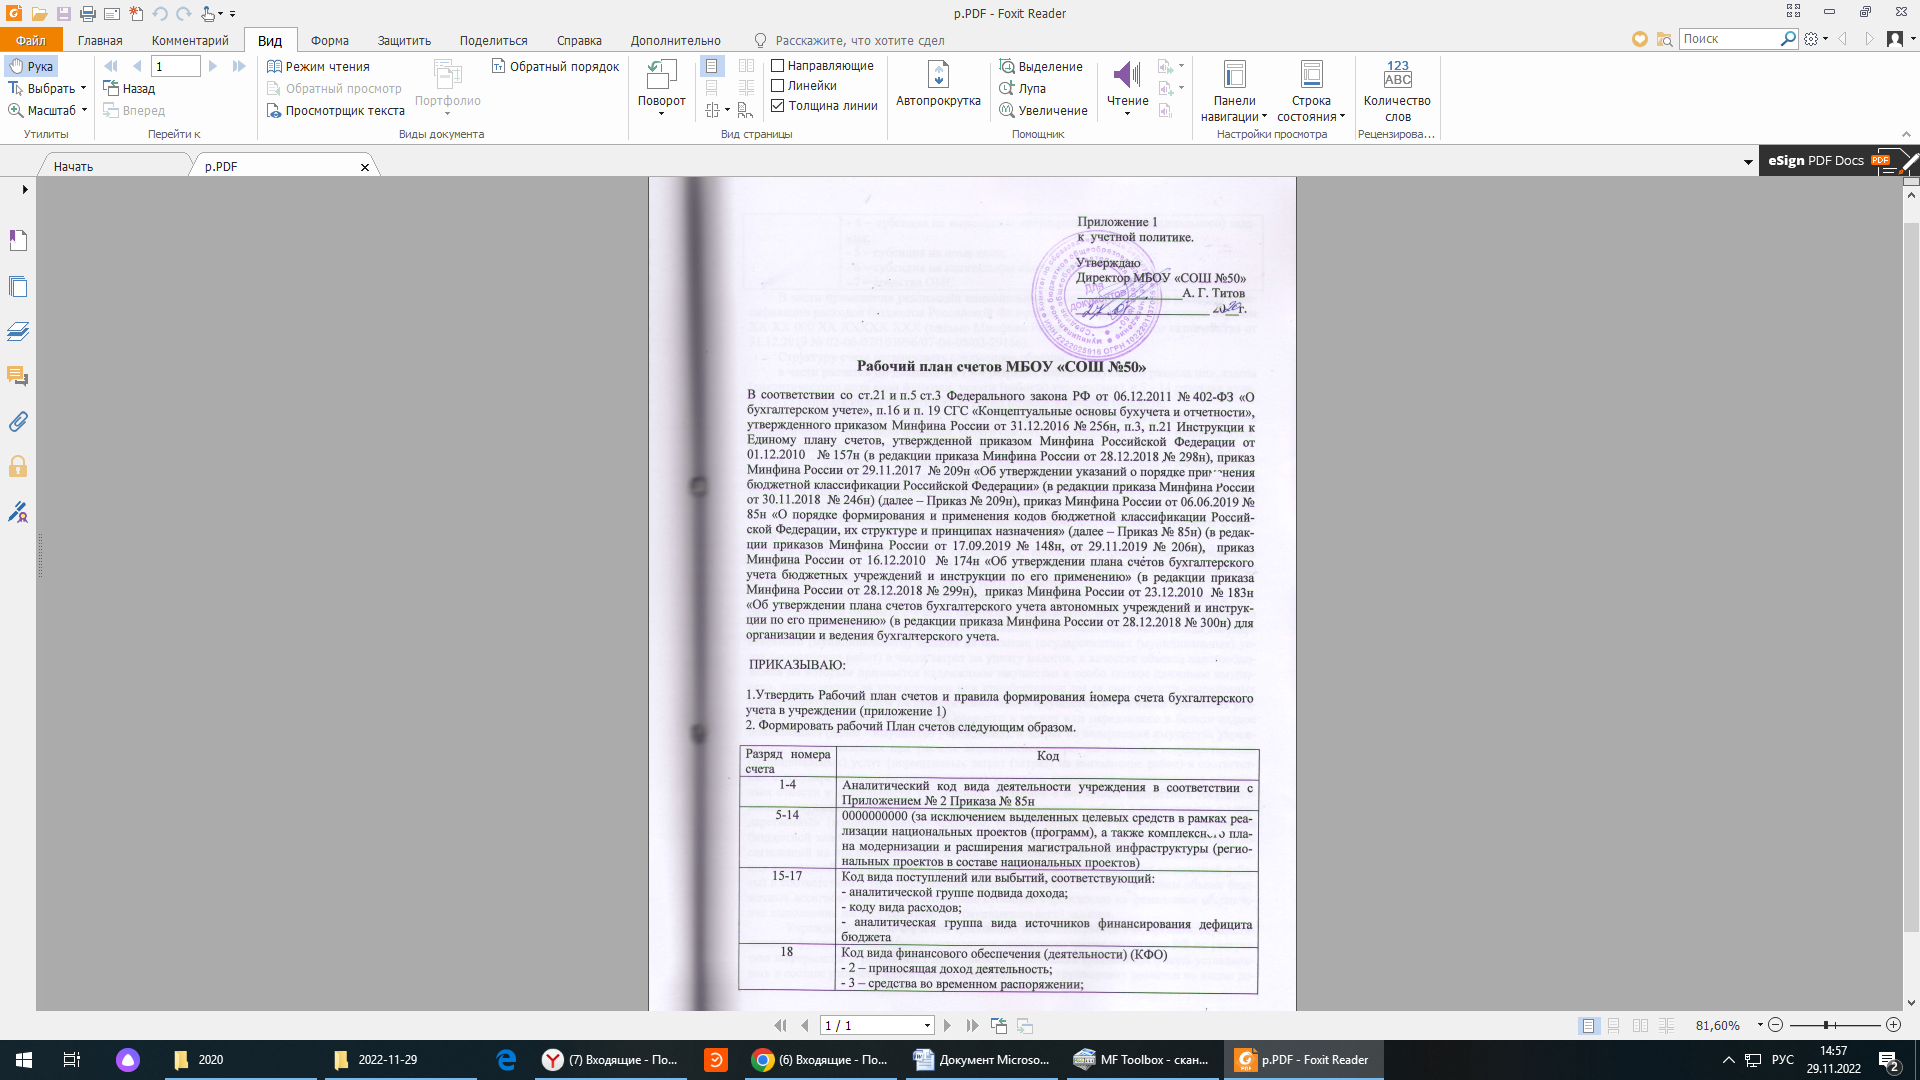 p.PDF - Foxit Reader
Файл
Главная
Комментарий
Вид
Форма
Защитить
Поделиться
Справка
Дополнительно
Расскажите, что хотите сделать
Поиск
Рука
Выбрать
Масштаб
Утилиты
1
Назад
Вперед
Перейти к
Режим чтения
Обратный просмотр
Просмотрщик текста
Портфолио
Обратный порядок
Виды документа
Поворот
Вид страницы
Направляющие
Линейки
Толщина линии
Автопрокрутка
Выделение
Лупа
Увеличение
Помощник
Чтение
Панели навигации
Строка состояния
Настройки просмотра
123 ABC
Количество слов
Рецензирова...
Начать
p.PDF
eSign PDF Docs
Приложение 1
к учетной политике.
Утверждаю
Директор МБОУ «СОШ №50»
А. Г. Титов
Рабочий план счетов МБОУ «СОШ №50»
В соответствии со ст.21 и п.5 ст.3 Федерального закона РФ от 06.12.2011 № 402-ФЗ «О
бухгалтерском учете», п.16 и п. 19 СГС «Концептуальные основы бухучета и отчетности»,
утвержденного приказом Минфина России от 31.12.2016 № 256н, п.3, п.21 Инструкции к
Единому плану счетов, утвержденной приказом Минфина Российской Федерации от
01.12.2010 № 157н (в редакции приказа Минфина России от 28.12.2018 № 298н), приказ
Минфина России от 29.11.2017 № 209н «Об утверждении указаний о порядке применения
бюджетной классификации Российской Федерации» (в редакции приказа Минфина России
от 30.11.2018 № 246н) (далее – Приказ № 209н), приказ Минфина России от 06.06.2019 №
85н «О порядке формирования и применения кодов бюджетной классификации Россий-
ской Федерации, их структуре и принципах назначения» (далее – Приказ № 85н) (в редак-
ции приказов Минфина России от 17.09.2019 № 148н, от 29.11.2019 № 206н), приказ
Минфина России от 16.12.2010 № 174н «Об утверждении плана счетов бухгалтерского
учета бюджетных учреждений и инструкции по его применению» (в редакции приказа
Минфина России от 28.12.2018 № 299н), приказ Минфина России от 23.12.2010 № 183н
«Об утверждении плана счетов бухгалтерского учета автономных учреждений и инструк-
ции по его применению» (в редакции приказа Минфина России от 28.12.2018 № 300н) для
организации и ведения бухгалтерского учета.
ПРИКАЗЫВАЮ:
1.Утвердить Рабочий план счетов и правила формирования номера счета бухгалтерского
учета в учреждении (приложение 1)
2. Формировать рабочий План счетов следующим образом.
Разряд номера счета
Код
1-4
Аналитический код вида деятельности учреждения в соответствии с
Приложением № 2 Приказа № 85н
5-14
0000000000 (за исключением выделенных целевых средств в рамках реа-
лизации национальных проектов (программ), а также комплексного пла-
на модернизации и расширения магистральной инфраструктуры (регио-
нальных проектов в составе национальных проектов)
15-17
Код вида поступлений или выбытий, соответствующий:
- аналитической группе подвида дохода;
- коду вида расходов;
- аналитическая группа вида источников финансирования дефицита
бюджета
18
Код вида финансового обеспечения (деятельности) (КФО)
- 2 – приносящая доход деятельность;
- 3 – средства во временном распоряжении;
1 / 1
81,60%
2020
2022-11-29
(7) Входящие - По...
(6) Входящие - По...
Документ Microso...
MF Toolbox - скан...
p.PDF - Foxit Reader
РУС
14:57
29.11.2022
2